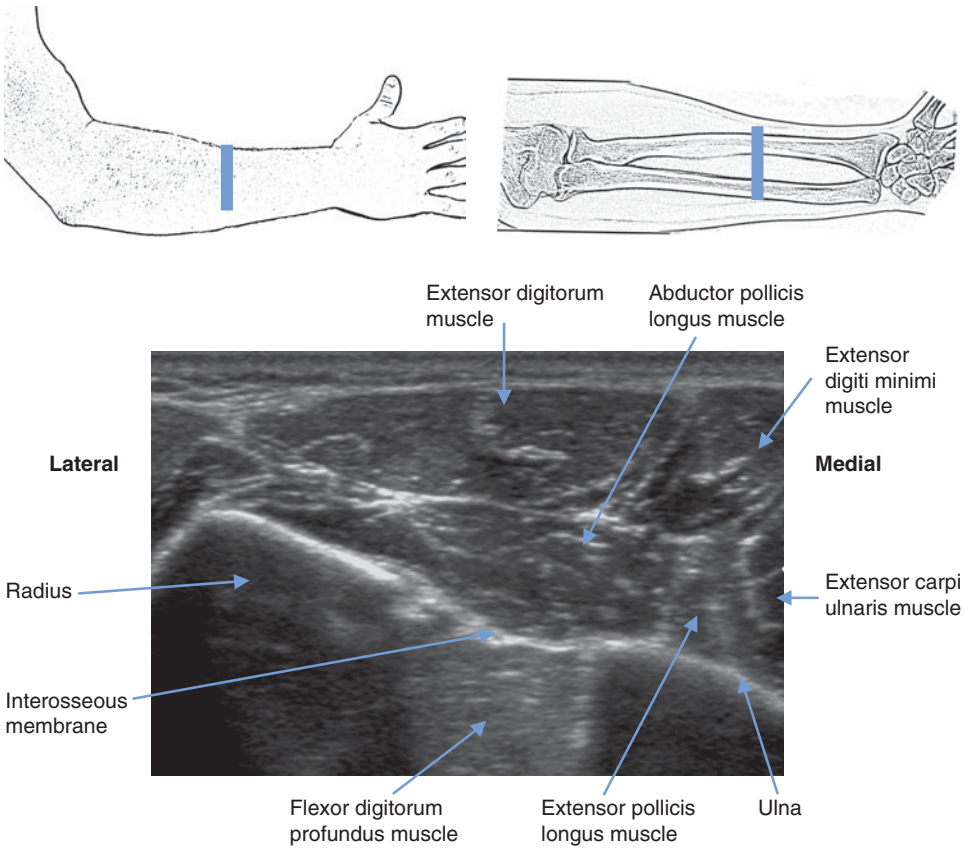 Extensor digitorum
muscle
Abductor pollicis
longus muscle
Extensor
digiti minimi
muscle
Lateral
Medial
Radius
Extensor carpi
ulnaris muscle
Interosseous
membrane
Flexor digitorum
profundus muscle
Extensor pollicis
longus muscle
Ulna